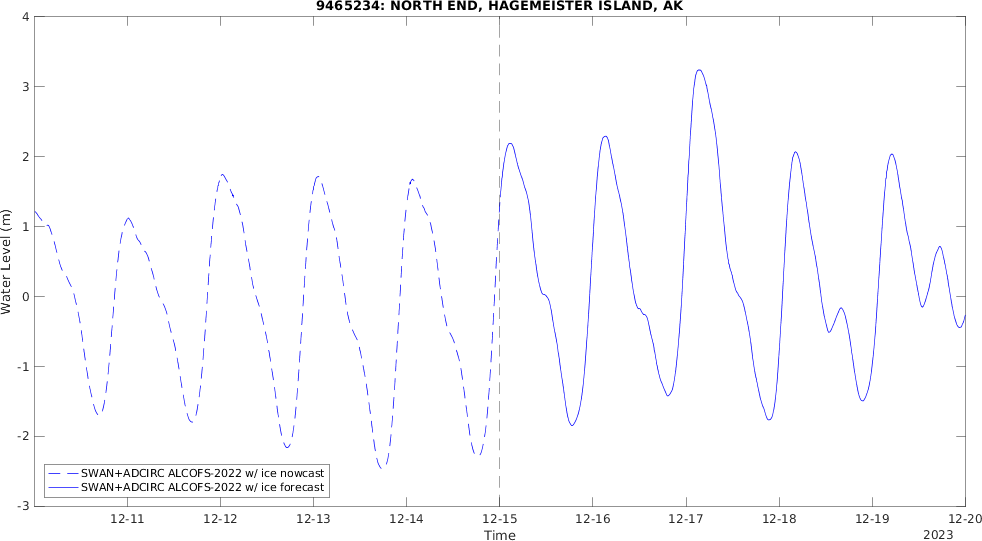 9465234: NORTH END, HAGEMEISTER ISLAND, AK
4
3
2
1
0
-1
-2
-3
Water Level (m)
SWAN+ADCIRC ALCOFS-2022 w/ ice nowcast
SWAN+ADCIRC ALCOFS-2022 w/ ice forecast
12-11 12-12 12-13 12-14 12-15 12-16 12-17 12-18 12-19 12-20
Time
2023